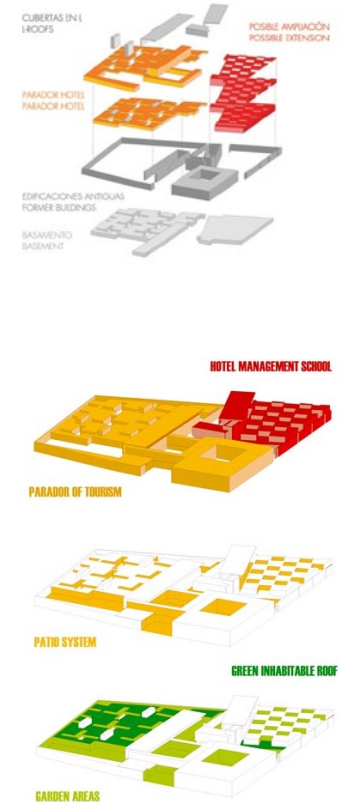 CUBIERTAS EN L
L-ROOFS
POSIBLE AMPLIACIÓN
POSSIBLE EXTENSION
PARADOR HOTEL
PARADOR HOTEL
EDIFICACIONES ANTIGUAS
FORMER BUILDINGS
BASAMENTO
BASEMENT
HOTEL MANAGEMENT SCHOOL
PARADOR OF TOURISM
PATIO SYSTEM
GREEN INHABITABLE ROOF
GARDEN AREAS